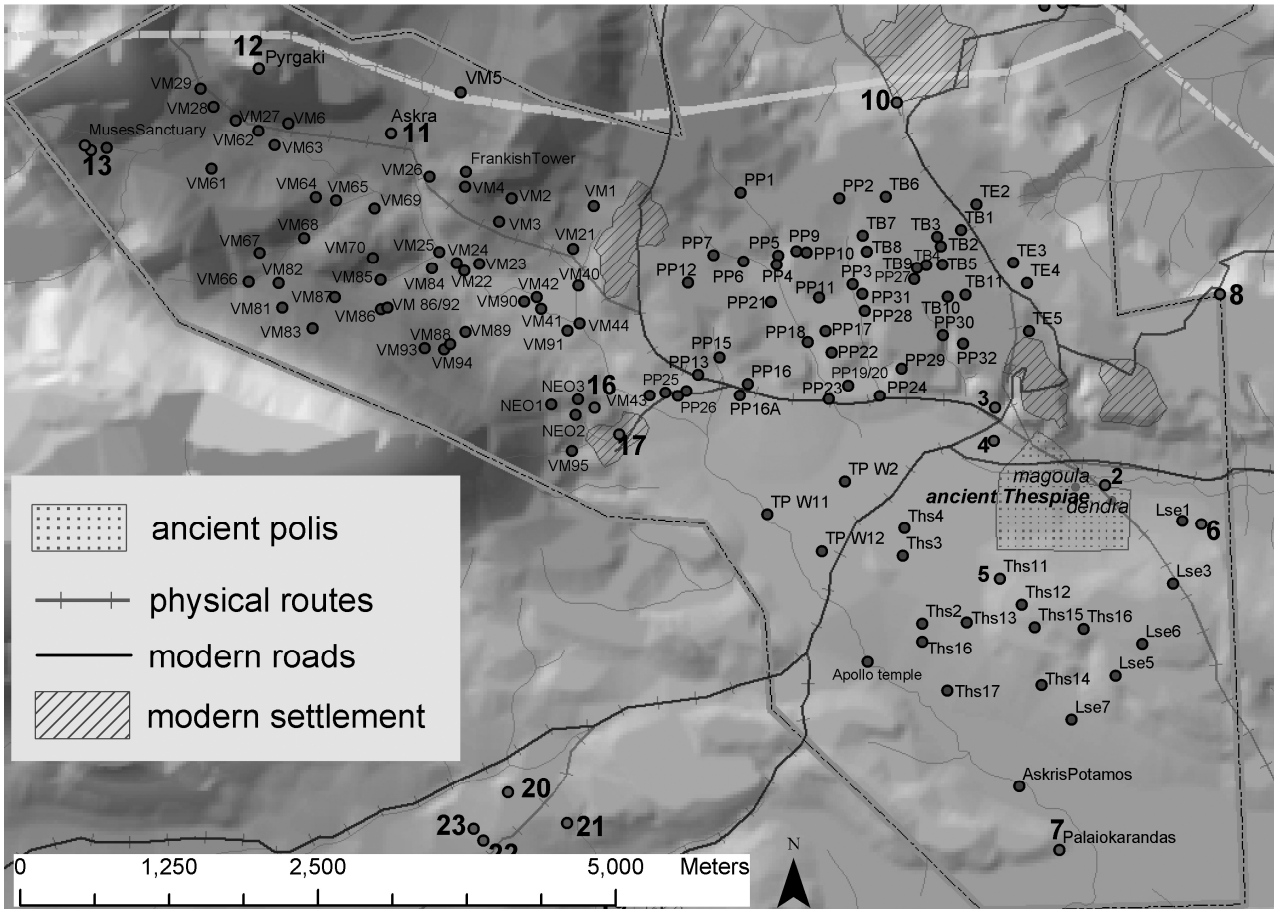 12
Pyrgaki
VM5
VM29
VM28
VM27
VM6
Askra
11
10
MusesSanctuary
VM62
VM63
13
FrankishTower
VM26
VM4
VM2
VM1
VM61
VM64
VM65
VM69
VM3
PP1
PP2
TB6
TE2
TB1
VM68
VM67
VM70
VM25
VM24
VM21
VM23
VM22
VM84
PP7
PP5
PP9
PP10
PP6
PP4
TB7
TB8
TB3
TB2
TB4
TB9
TB5
TE3
TE4
VM66
VM82
VM85
VM40
PP12
PP3
PP27
TB11
8
VM81
VM87
VM86
VM 86/92
VM90
VM42
VM41
VM44
VM91
PP21
PP11
PP31
PP28
TB10
PP30
TE5
VM83
VM88
VM89
VM93
VM94
PP18
PP17
PP22
PP32
PP15
PP13
PP29
PP16
PP19/20
NEO3
16
PP25
VM43
PP26
PP16A
PP23
PP24
3
NEO1
NEO2
17
4
VM95
TP W2
magoula
2
ancient Thespiae
dendra
TP W11
Ths4
Lse1
6
TP W12
Ths3
5
Ths11
Lse3
Ths12
Ths2
Ths13
Ths15
Ths16
Ths16
Lse6
Apollo temple
Lse5
Ths17
Ths14
Lse7
AskrisPotamos
7
Palaiokarandas
20
23
21
22
ancient polis
physical routes
modern roads
modern settlement
0
1,250
2,500
5,000
Meters
N